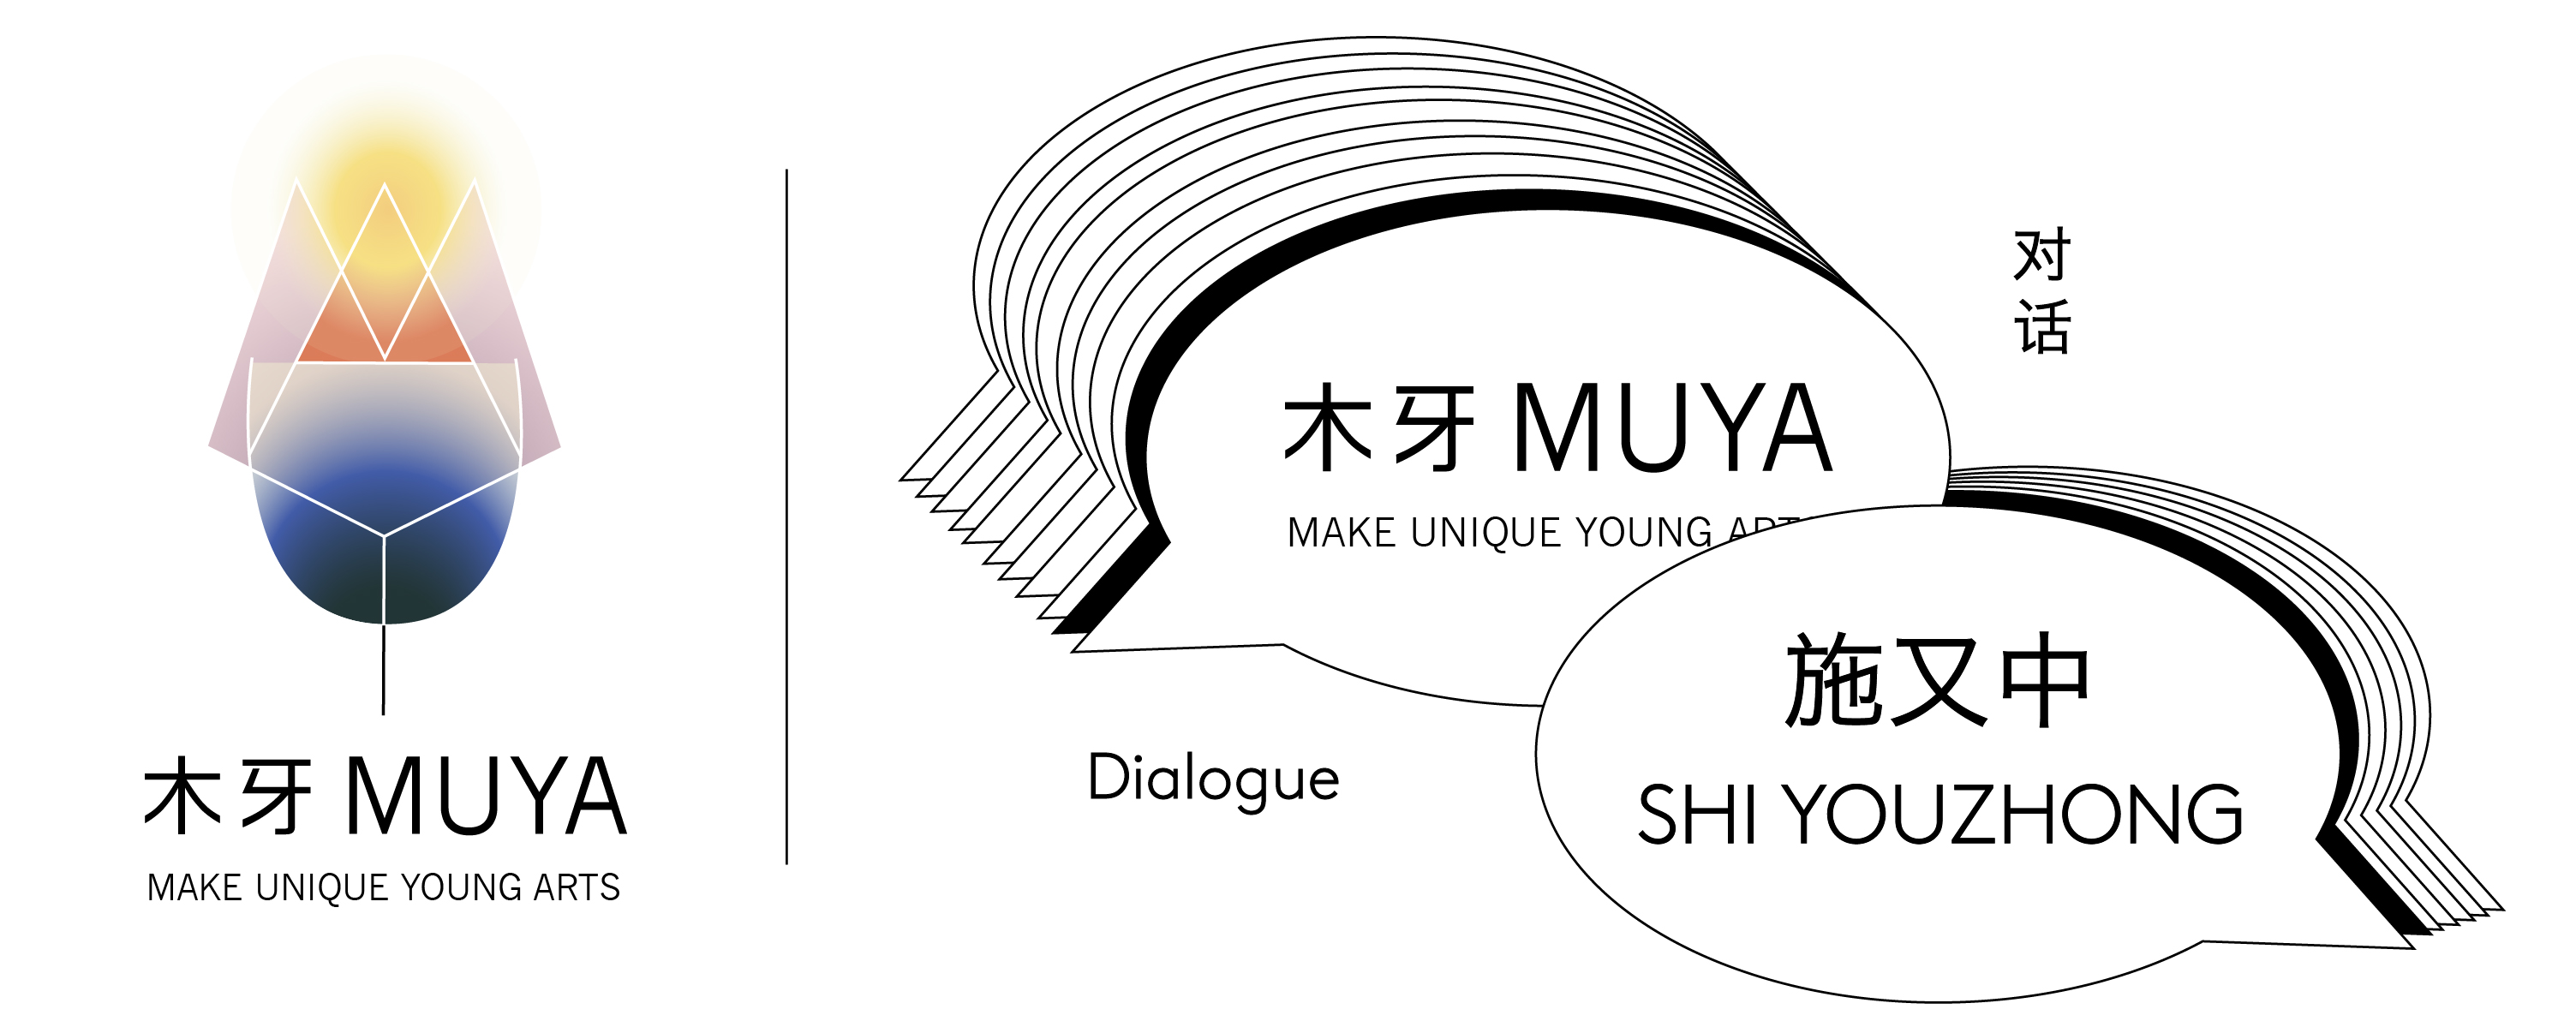 木牙 MUYA
MAKE UNIQUE YOUNG ARTS
对话
木牙 MUYA
MAKE UNIQUE YOUNG
施又中
SHI YOUZHONG
Dialogue